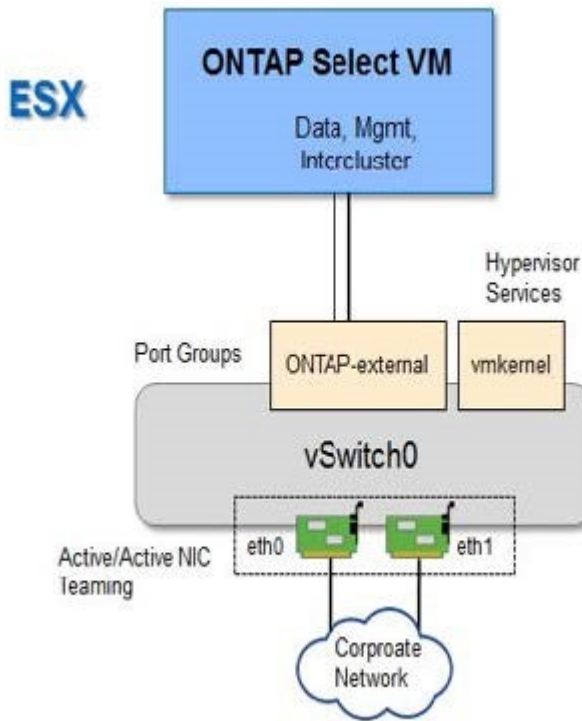 ESX
ONTAP Select VM
Data, Mgmt,
Intercluster
Hypervisor
Services
Port Groups
ONTAP-external
vmkernel
vSwitch0
eth0
eth1
Active/Active NIC
Teaming
Corproate
Network